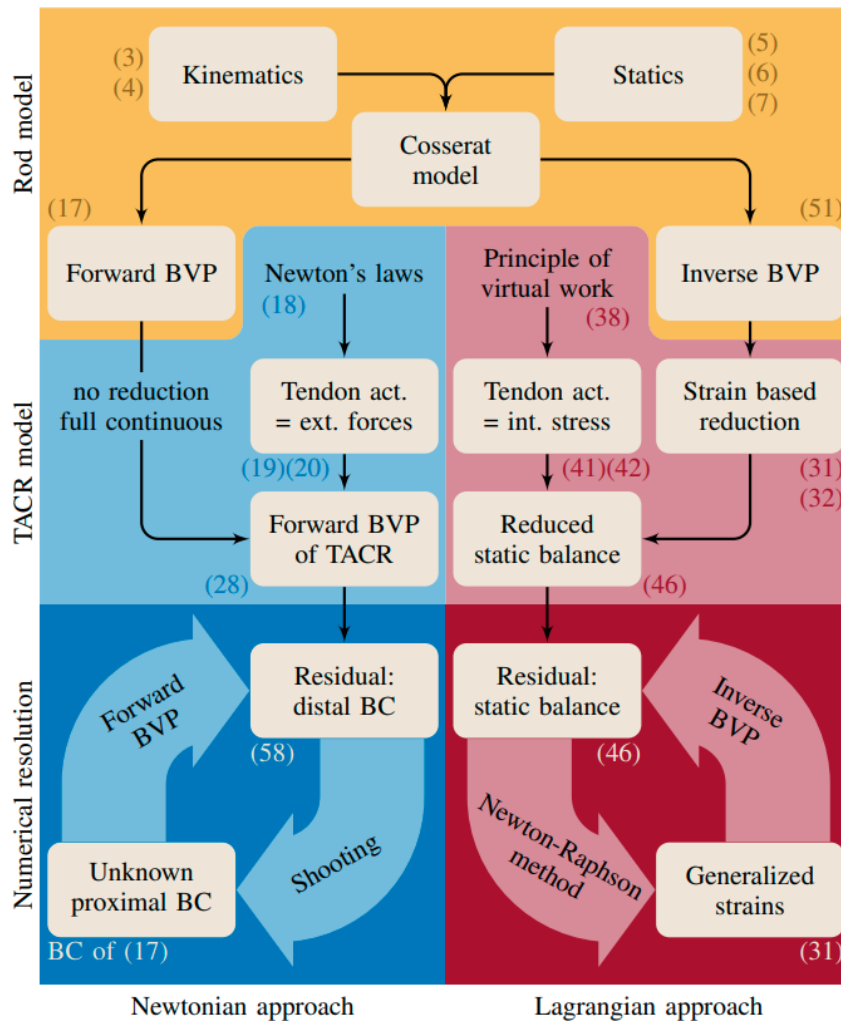 Rod model
(3)
(4)
Kinematics
Statics
(5)
(6)
(7)
Cosserat
model
(17)
Forward BVP
(51)
Inverse BVP
TACR model
Newton's laws
(18)
Principle of
virtual work
(38)
no reduction
full continuous
Tendon act.
= ext. forces
(19)(20)
Tendon act.
= int. stress
(41)(42)
Strain based
reduction
(31)
(32)
Forward BVP
of TACR
(28)
Reduced
static balance
(46)
Numerical resolution
Forward
BVP
Residual:
distal BC
(58)
Residual:
static balance
(46)
Inverse
BVP
Unknown
proximal BC
BC of (17)
Shooting
Newton-Raphson
method
Generalized
strains
(31)
Newtonian approach
Lagrangian approach